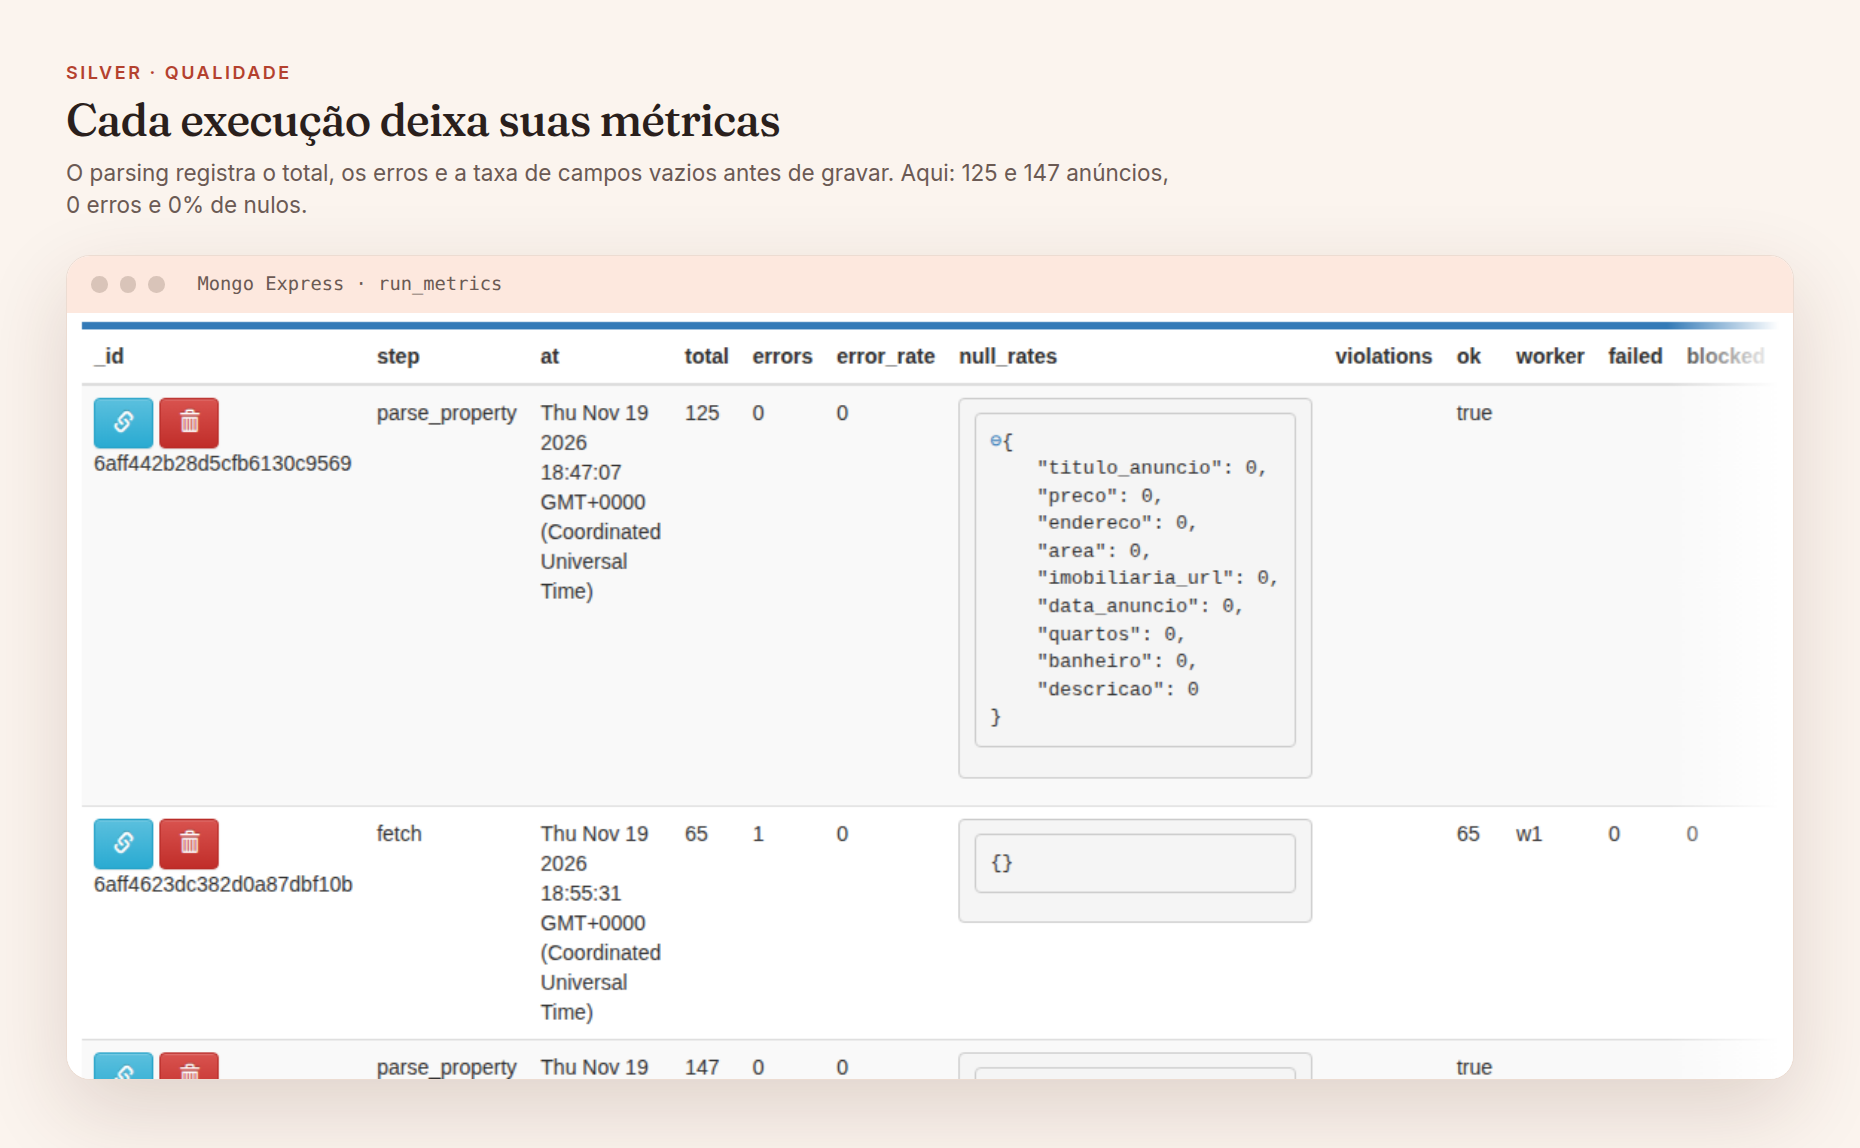 SILVER · QUALIDADE
Cada execução deixa suas métricas
O parsing registra o total, os erros e a taxa de campos vazios antes de gravar. Aqui: 125 e 147 anúncios,
0 erros e 0% de nulos.
Mongo Express · run_metrics
_id step at total errors error_rate null_rates violations ok worker failed blocked
6aff442b28d5cfb6130c9569
parse_property
Thu Nov 19
2026
18:47:07
GMT+0000
(Coordinated
Universal
Time)
125 0 0
{
"titulo_anuncio": 0,
"preco": 0,
"endereco": 0,
"area": 0,
"imobiliaria_url": 0,
"data_anuncio": 0,
"quartos": 0,
"banheiro": 0,
"descricao": 0
}
true
6aff4623dc382d0a87dbf10b
fetch
Thu Nov 19
2026
18:55:31
GMT+0000
(Coordinated
Universal
Time)
65 1 0
{}
65 w1 0 0
parse_property Thu Nov 19 147 0 0 true